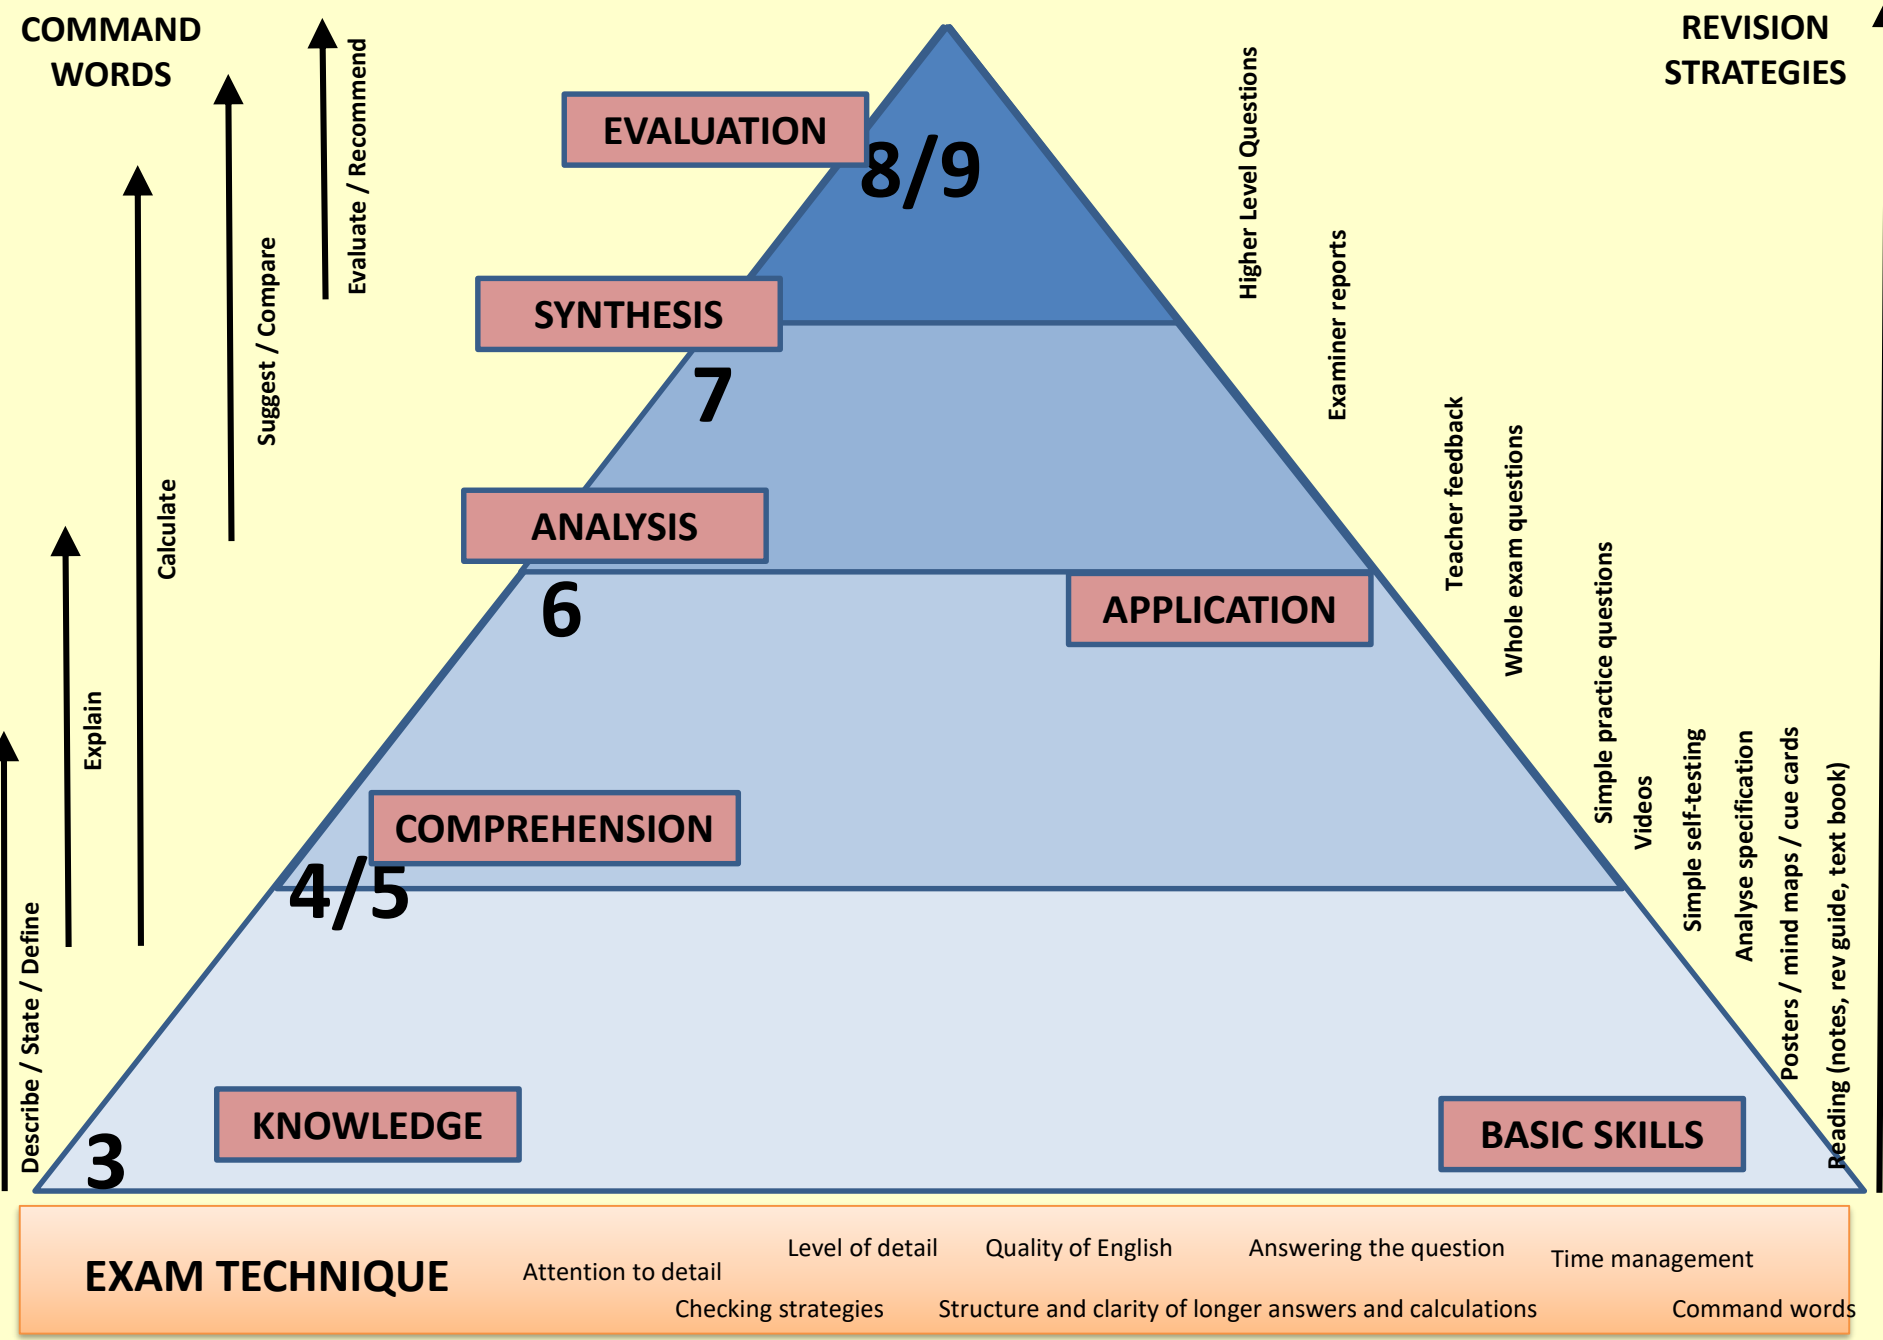 COMMAND
WORDS
Describe / State / Define
Explain
Calculate
Suggest / Compare
Evaluate / Recommend
EVALUATION
8/9
SYNTHESIS
7
ANALYSIS
6
APPLICATION
COMPREHENSION
4/5
KNOWLEDGE
BASIC SKILLS
3
REVISION
STRATEGIES
Higher Level Questions
Examiner reports
Teacher feedback
Whole exam questions
Simple practice questions
Videos
Simple self-testing
Analyse specification
Posters / mind maps / cue cards
Reading (notes, rev guide, text book)
EXAM TECHNIQUE
Attention to detail
Level of detail
Quality of English
Answering the question
Time management
Checking strategies
Structure and clarity of longer answers and calculations
Command words